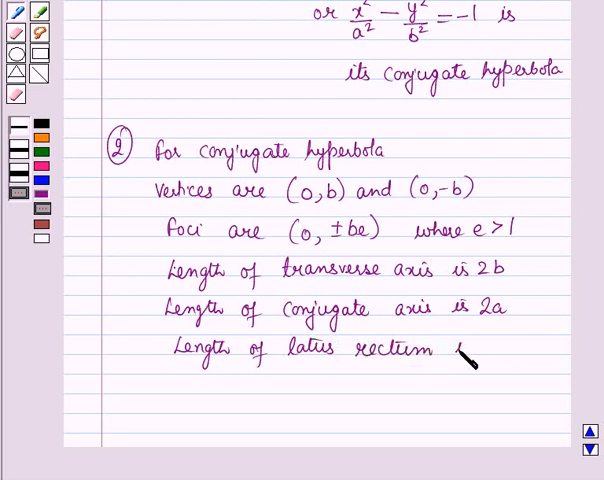 or x²/a² - y²/b² = -1 is
its conjugate hyperbola
② For conjugate hyperbola
vertices are (0,b) and (0,-b)
foci are (0, ±be) where e > 1
Length of transverse axis is 2b
Length of conjugate axis is 2a
Length of latus rectum i